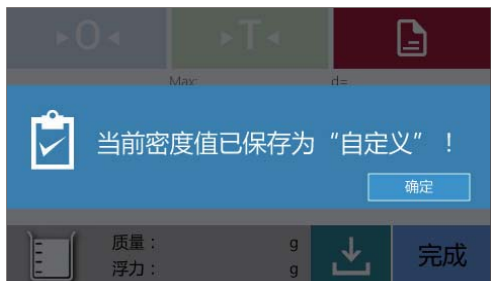 ▸0◂ ▸T◂
Max: d=
当前密度值已保存为“自定义”！
确定
质量： g
浮力： g
完成